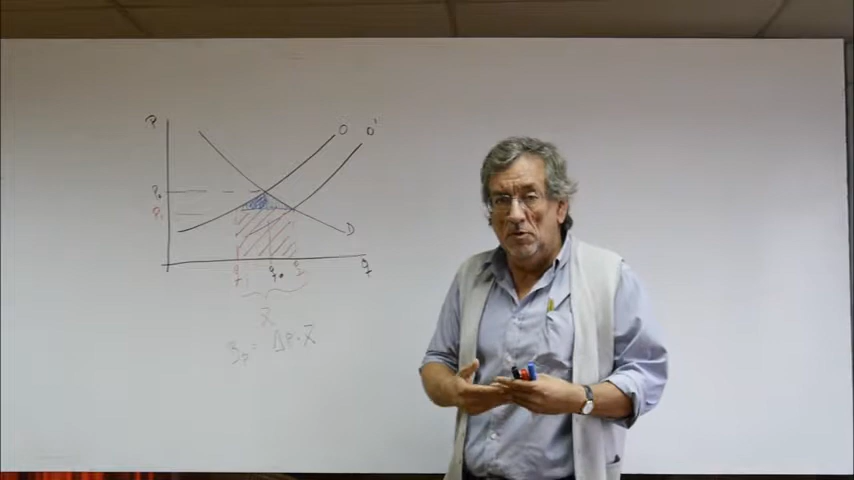 P
O O'
P₀
P₁
D
q q₀ q₁
Q
X̄
Bₚ = ΔP · X̄